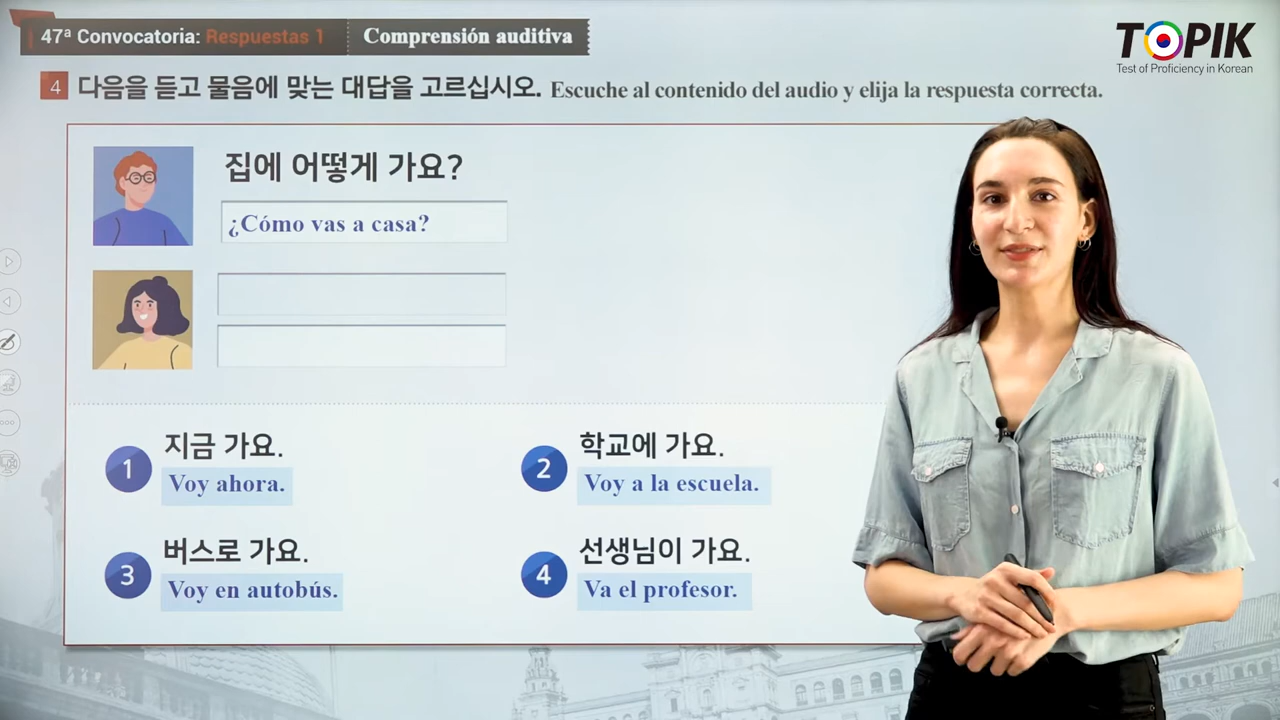 47ª Convocatoria: Respuestas 1 Comprensión auditiva
TOPIK
Test of Proficiency in Korean
4 다음을 듣고 물음에 맞는 대답을 고르십시오. Escuche al contenido del audio y elija la respuesta correcta.
집에 어떻게 가요?
¿Cómo vas a casa?
1 지금 가요.
Voy ahora.
2 학교에 가요.
Voy a la escuela.
3 버스로 가요.
Voy en autobús.
4 선생님이 가요.
Va el profesor.